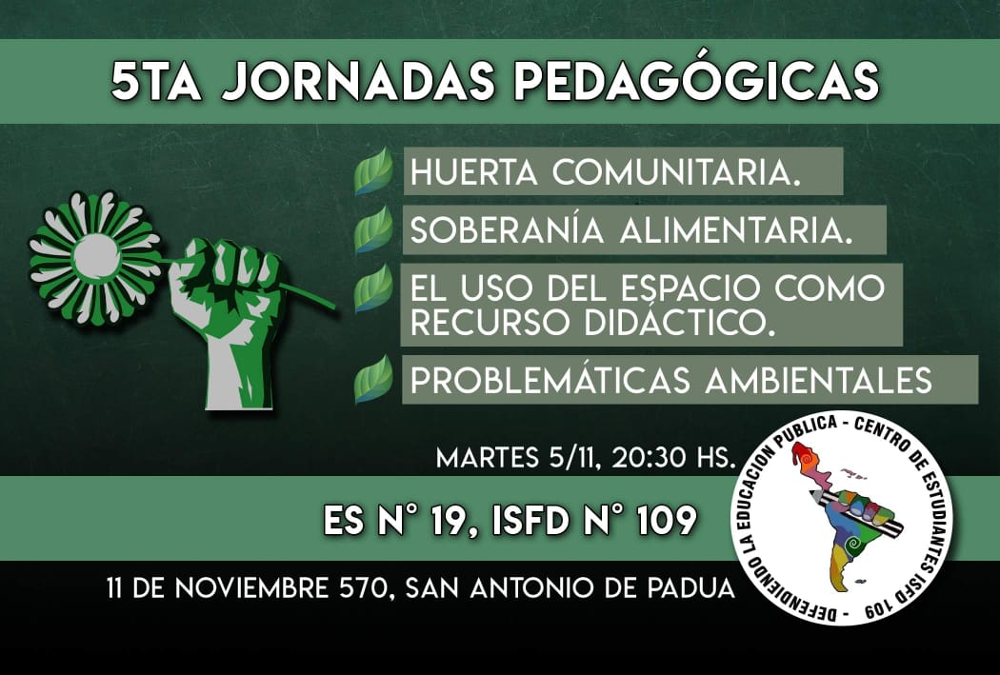 5TA JORNADAS PEDAGÓGICAS
HUERTA COMUNITARIA.
SOBERANÍA ALIMENTARIA.
EL USO DEL ESPACIO COMO
RECURSO DIDÁCTICO.
PROBLEMÁTICAS AMBIENTALES
MARTES 5/11, 20:30 HS.
ES N° 19, ISFD N° 109
11 DE NOVIEMBRE 570, SAN ANTONIO DE PADUA
- DEFENDIENDO LA EDUCACION PUBLICA - CENTRO DE ESTUDIANTES ISFD 109